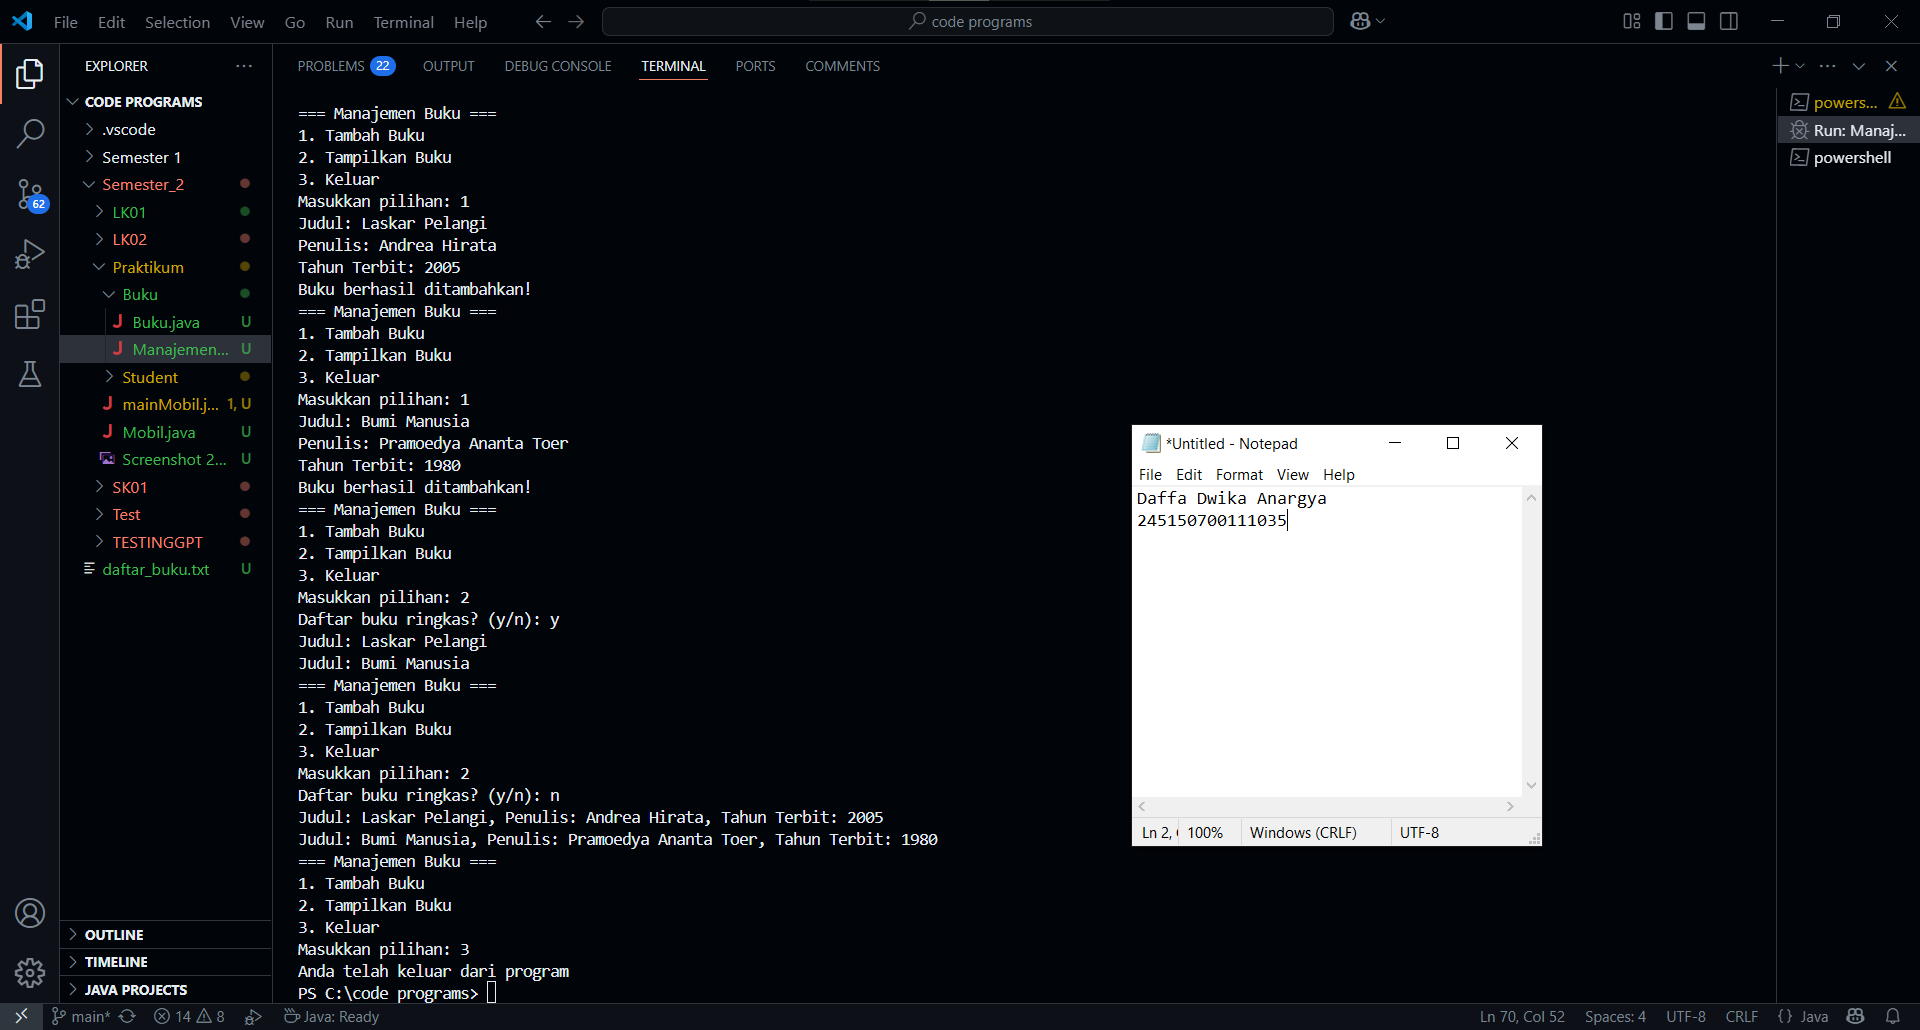 File Edit Selection View Go Run Terminal Help
code programs
EXPLORER
PROBLEMS 22 OUTPUT DEBUG CONSOLE TERMINAL PORTS COMMENTS
CODE PROGRAMS
.vscode
Semester 1
Semester_2
LK01
LK02
Praktikum
Buku
Buku.java U
Manajemen... U
Student
mainMobil.j... 1, U
Mobil.java U
Screenshot 2... U
SK01
Test
TESTINGGPT
daftar_buku.txt U
62
OUTLINE
TIMELINE
JAVA PROJECTS
=== Manajemen Buku ===
1. Tambah Buku
2. Tampilkan Buku
3. Keluar
Masukkan pilihan: 1
Judul: Laskar Pelangi
Penulis: Andrea Hirata
Tahun Terbit: 2005
Buku berhasil ditambahkan!
=== Manajemen Buku ===
1. Tambah Buku
2. Tampilkan Buku
3. Keluar
Masukkan pilihan: 1
Judul: Bumi Manusia
Penulis: Pramoedya Ananta Toer
Tahun Terbit: 1980
Buku berhasil ditambahkan!
=== Manajemen Buku ===
1. Tambah Buku
2. Tampilkan Buku
3. Keluar
Masukkan pilihan: 2
Daftar buku ringkas? (y/n): y
Judul: Laskar Pelangi
Judul: Bumi Manusia
=== Manajemen Buku ===
1. Tambah Buku
2. Tampilkan Buku
3. Keluar
Masukkan pilihan: 2
Daftar buku ringkas? (y/n): n
Judul: Laskar Pelangi, Penulis: Andrea Hirata, Tahun Terbit: 2005
Judul: Bumi Manusia, Penulis: Pramoedya Ananta Toer, Tahun Terbit: 1980
=== Manajemen Buku ===
1. Tambah Buku
2. Tampilkan Buku
3. Keluar
Masukkan pilihan: 3
Anda telah keluar dari program
PS C:\code programs>
powers...
Run: Manaj...
powershell
*Untitled - Notepad
File Edit Format View Help
Daffa Dwika Anargya
245150700111035
Ln 2, 100% Windows (CRLF) UTF-8
main* 14 8 Java: Ready
Ln 70, Col 52 Spaces: 4 UTF-8 CRLF {} Java